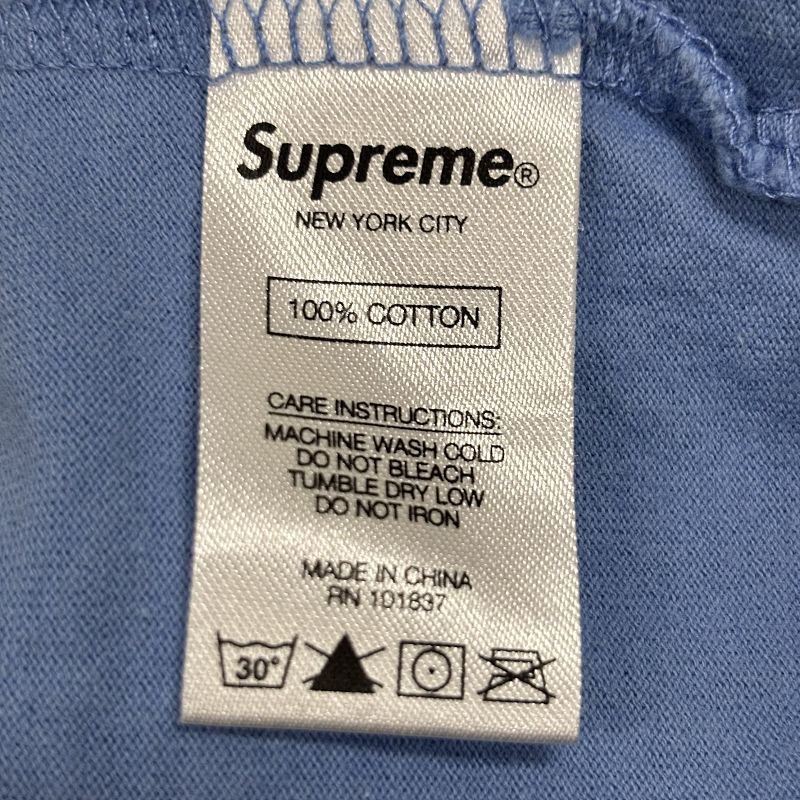 Supreme®
NEW YORK CITY
100% COTTON
CARE INSTRUCTIONS:
MACHINE WASH COLD
DO NOT BLEACH
TUMBLE DRY LOW
DO NOT IRON
MADE IN CHINA
RN 101837
30°